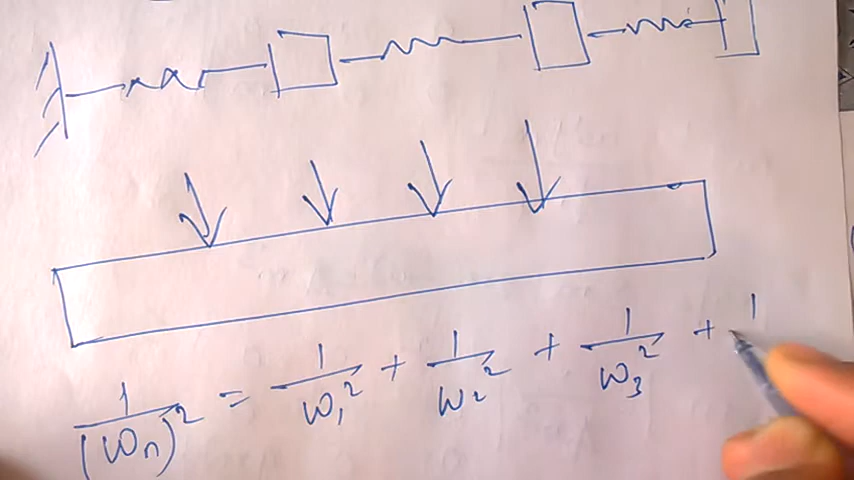 1/(ωn)² = 1/ω₁² + 1/ω₂² + 1/ω₃² + 1